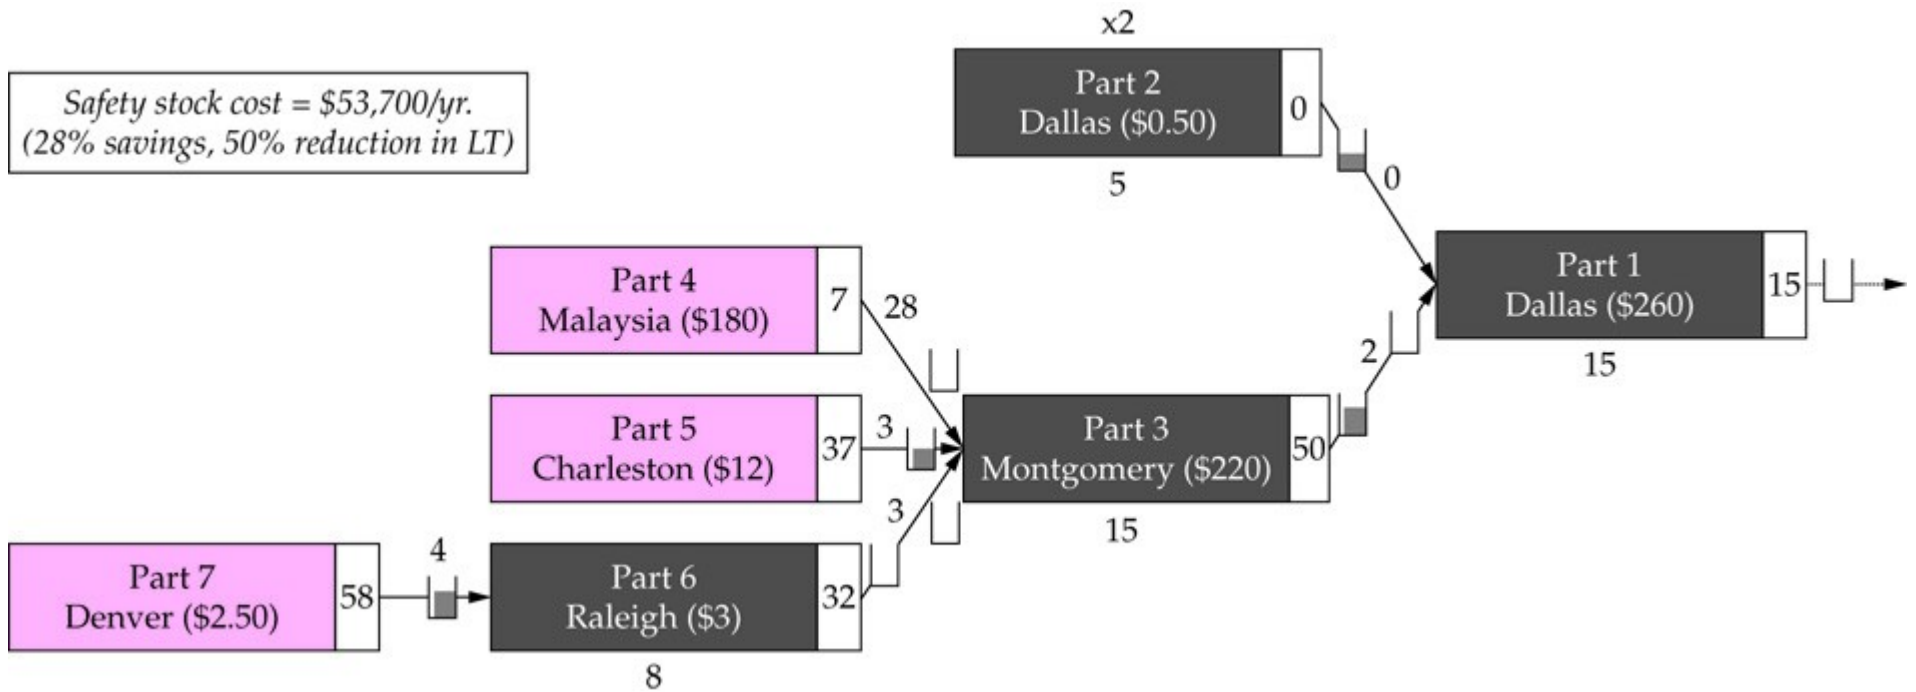 x2
Safety stock cost = $53,700/yr.
(28% savings, 50% reduction in LT)
Part 2
Dallas ($0.50)
0
5
0
Part 4
Malaysia ($180)
7
28
Part 1
Dallas ($260)
15
15
2
Part 5
Charleston ($12)
37
3
Part 3
Montgomery ($220)
50
15
3
Part 7
Denver ($2.50)
58
4
Part 6
Raleigh ($3)
32
8